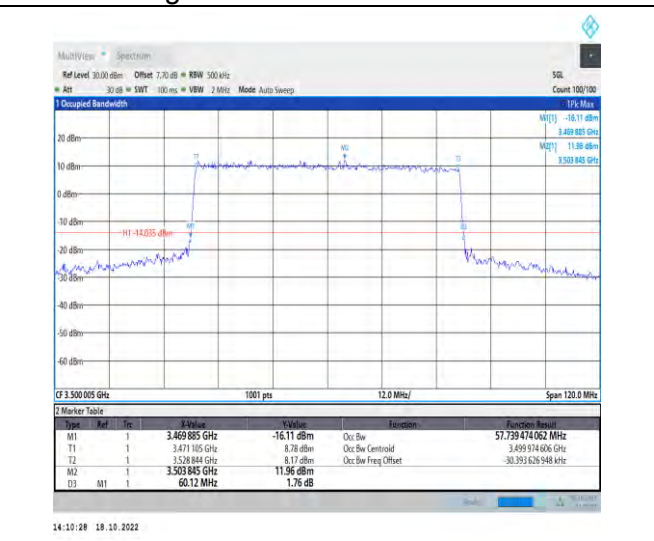 MultiView Spectrum
Ref Level 30.00 dBm Offset 7.70 dB RBW 500 kHz SGL
Att 30 dB SWT 100 ms VBW 2 MHz Mode Auto Sweep Count 100/100
1 Occupied Bandwidth 1Pk Max
M1[1] -16.11 dBm
3.469 885 GHz
M2[1] 11.98 dBm
3.503 845 GHz
20 dBm
M2
T1
10 dBm
0 dBm
-10 dBm
M1
H1 -14.035 dBm
-20 dBm
-30 dBm
-40 dBm
-50 dBm
-60 dBm
CF 3.500 005 GHz 1001 pts 12.0 MHz/ Span 120.0 MHz
2 Marker Table
Type Ref Trc X-Value Y-Value Function Function Result
M1 1 3.469 885 GHz -16.11 dBm Occ Bw 57.739 474 062 MHz
T1 1 3.471 105 GHz 8.78 dBm Occ Bw Centroid 3.499 974 606 GHz
T2 1 3.528 844 GHz 8.17 dBm Occ Bw Freq Offset -30.393 626 948 kHz
M2 1 3.503 845 GHz 11.96 dBm
D3 M1 1 60.12 MHz 1.76 dB
14:10:28 18.10.2022